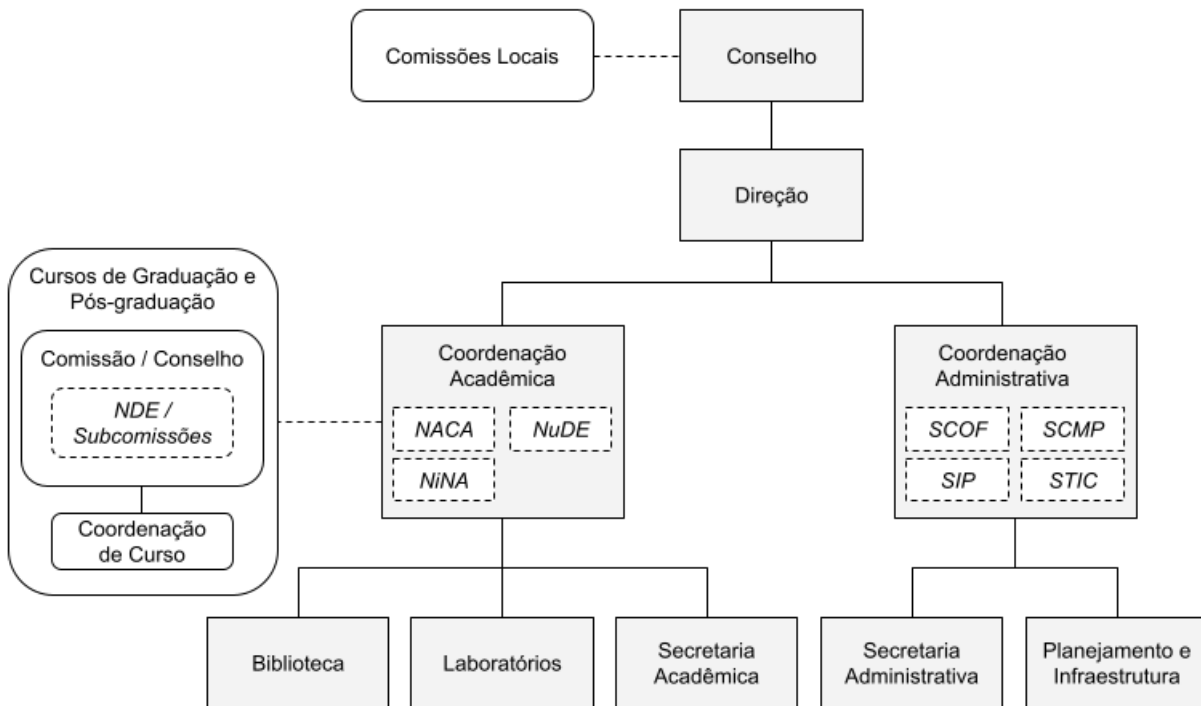 Comissões Locais
Conselho
Direção
Cursos de Graduação e
Pós-graduação
Comissão / Conselho
NDE /
Subcomissões
Coordenação
de Curso
Coordenação
Acadêmica
NACA
NuDE
NiNA
Coordenação
Administrativa
SCOF
SCMP
SIP
STIC
Biblioteca
Laboratórios
Secretaria
Acadêmica
Secretaria
Administrativa
Planejamento e
Infraestrutura